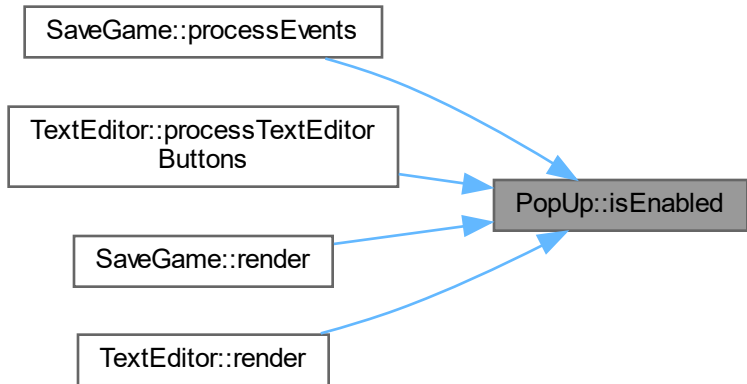 SaveGame::processEvents
TextEditor::processTextEditor
Buttons
PopUp::isEnabled
SaveGame::render
TextEditor::render